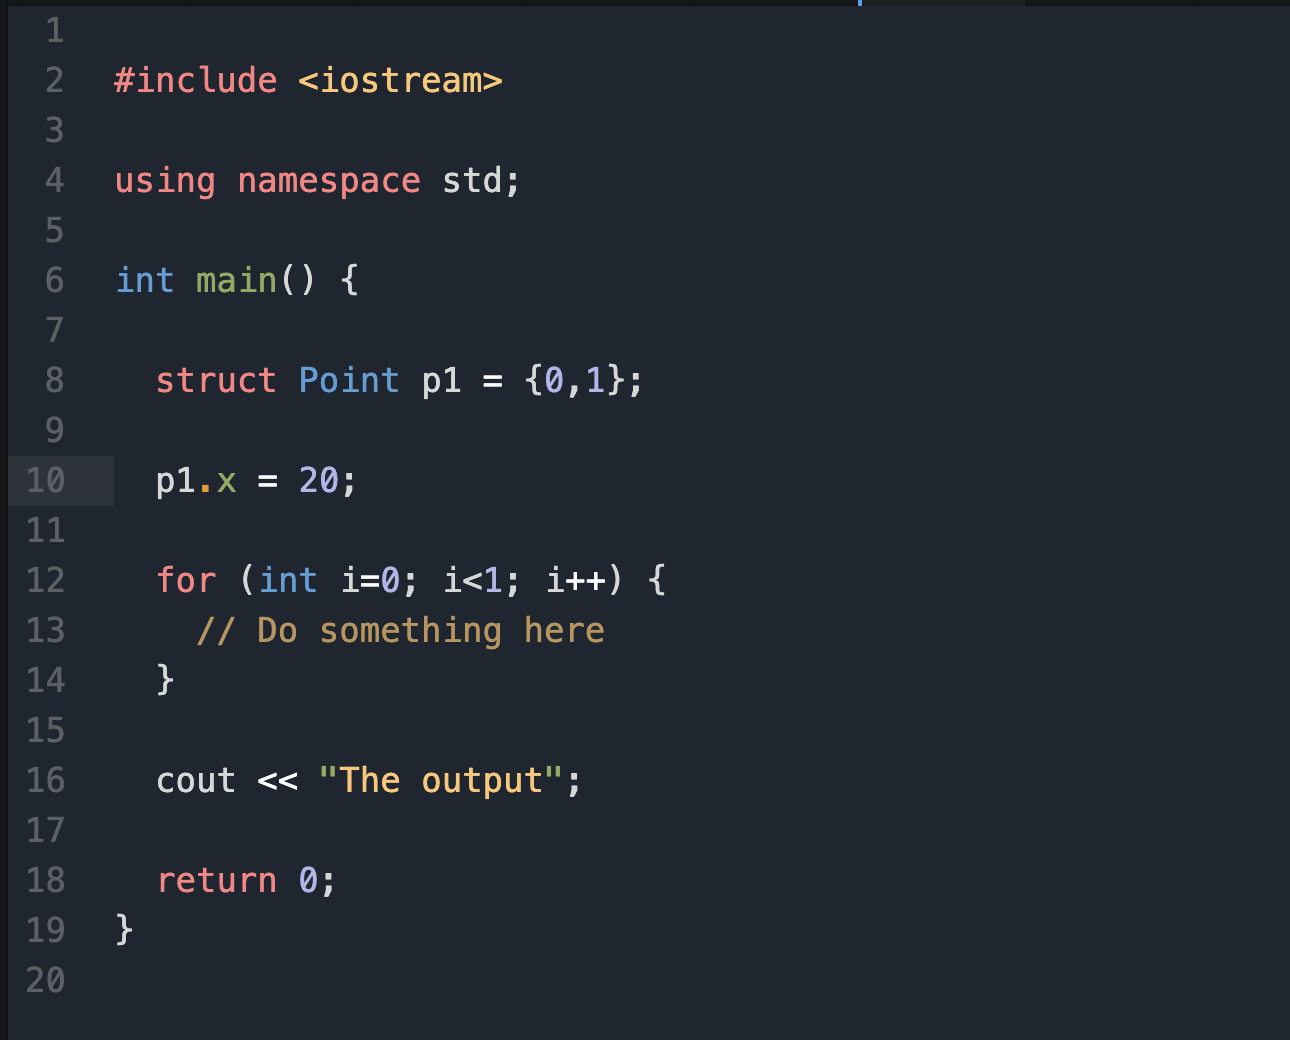 1
2 #include <iostream>
3
4 using namespace std;
5
6 int main() {
7
8   struct Point p1 = {0,1};
9
10   p1.x = 20;
11
12   for (int i=0; i<1; i++) {
13     // Do something here
14   }
15
16   cout << "The output";
17
18   return 0;
19 }
20